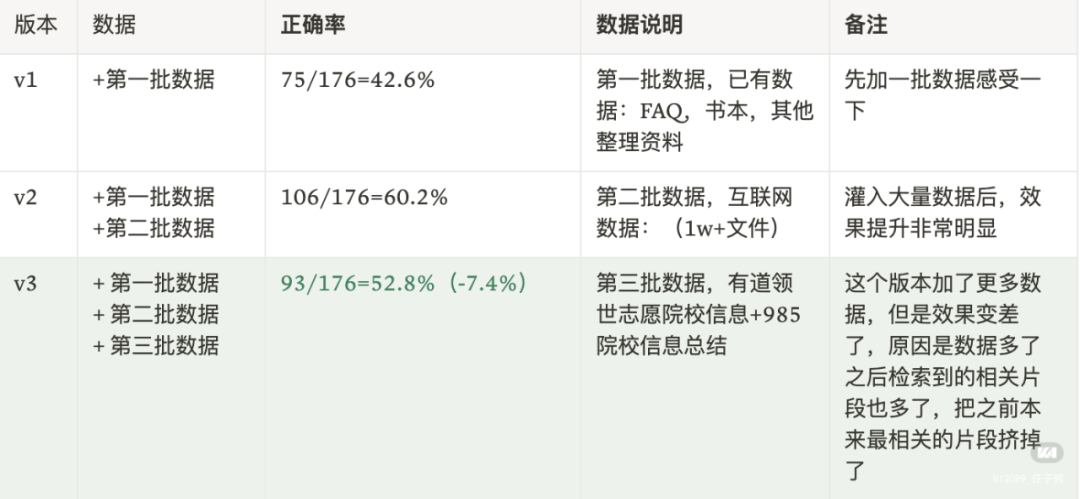 版本
数据
正确率
数据说明
备注
v1
+第一批数据
75/176=42.6%
第一批数据，已有数
据：FAQ，书本，其他
整理资料
先加一批数据感受一
下
v2
+第一批数据
+第二批数据
106/176=60.2%
第二批数据，互联网
数据：（1w+文件）
灌入大量数据后，效
果提升非常明显
v3
+ 第一批数据
+ 第二批数据
+ 第三批数据
93/176=52.8%（-7.4%）
第三批数据，有道领
世志愿院校信息+985
院校信息总结
这个版本加了更多数
据，但是效果变差
了，原因是数据多了
之后检索到的相关片
段也多了，把之前本
来最相关的片段挤掉
了